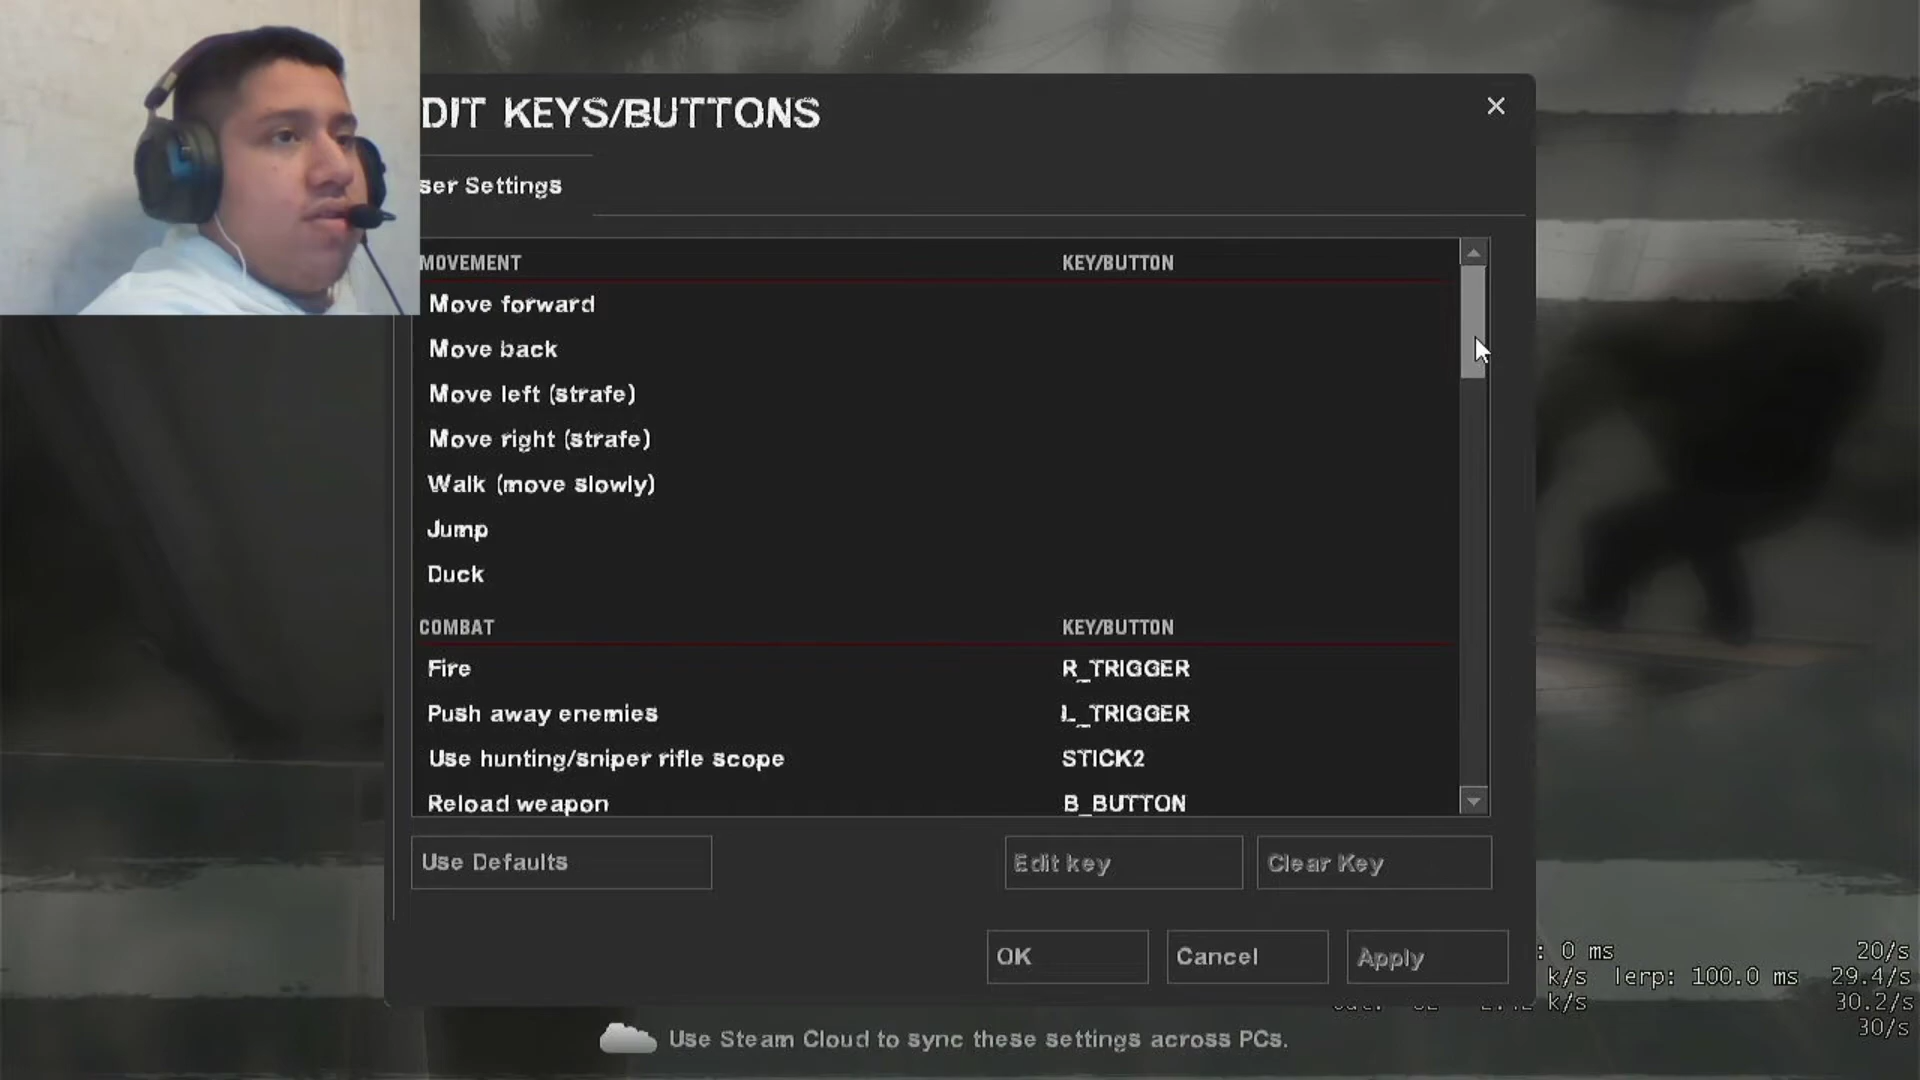 DIT KEYS/BUTTONS
ser Settings
MOVEMENT KEY/BUTTON
Move forward
Move back
Move left (strafe)
Move right (strafe)
Walk (move slowly)
Jump
Duck
COMBAT KEY/BUTTON
Fire R_TRIGGER
Push away enemies L_TRIGGER
Use hunting/sniper rifle scope STICK2
Reload weapon B_BUTTON
Use Defaults Edit key Clear Key
OK Cancel Apply
: 0 ms 20/s
k/s lerp: 100.0 ms 29.4/s
k/s 30.2/s
30/s
Use Steam Cloud to sync these settings across PCs.